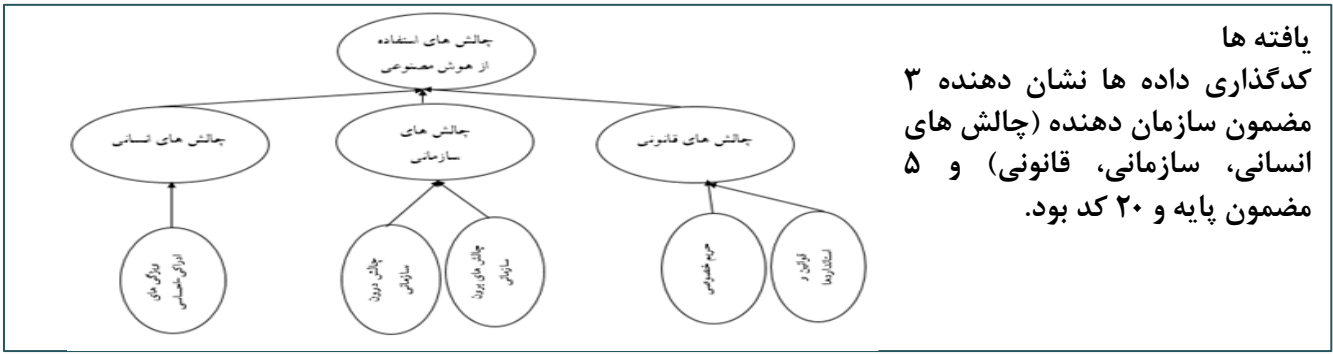 یافته ها
کدگذاری داده ها نشان دهنده ۳
مضمون سازمان دهنده (چالش های
انسانی، سازمانی، قانونی) و ۵
مضمون پایه و ۲۰ کد بود.
چالش های استفاده
از هوش مصنوعی
چالش های قانونی
چالش های
سازمانی
چالش های انسانی
قوانین و
استانداردها
حریم خصوصی
چالش های برون
سازمانی
چالش درون
سازمانی
ویژگی های
ادراکی-احساسی